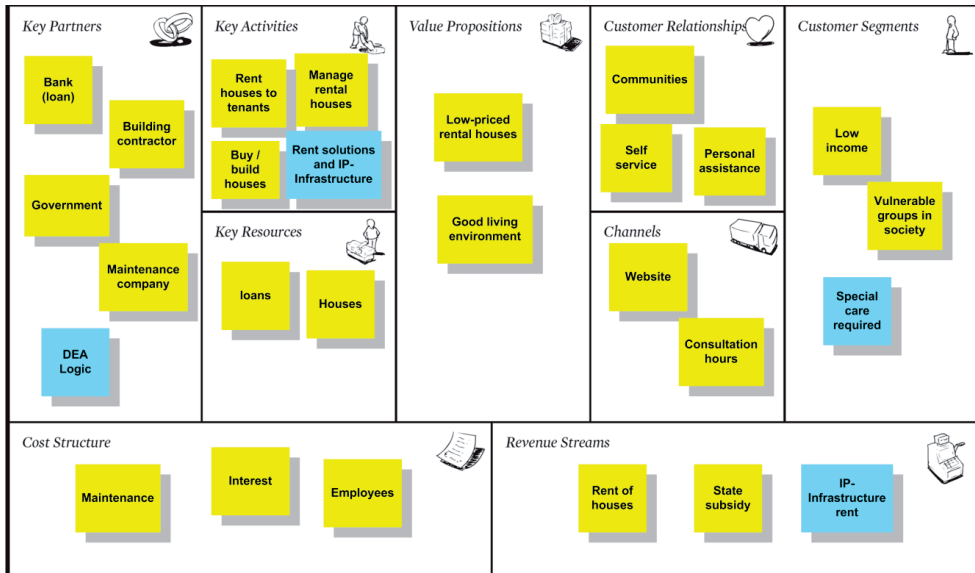 Key Partners
Bank
(loan)
Building
contractor
Government
Maintenance
company
DEA
Logic
Key Activities
Rent
houses to
tenants
Manage
rental
houses
Buy /
build
houses
Rent solutions
and IP-
Infrastructure
Key Resources
loans
Houses
Value Propositions
Low-priced
rental houses
Good living
environment
Customer Relationships
Communities
Self
service
Personal
assistance
Channels
Website
Consultation
hours
Customer Segments
Low
income
Vulnerable
groups in
society
Special
care
required
Cost Structure
Maintenance
Interest
Employees
Revenue Streams
Rent of
houses
State
subsidy
IP-
Infrastructure
rent